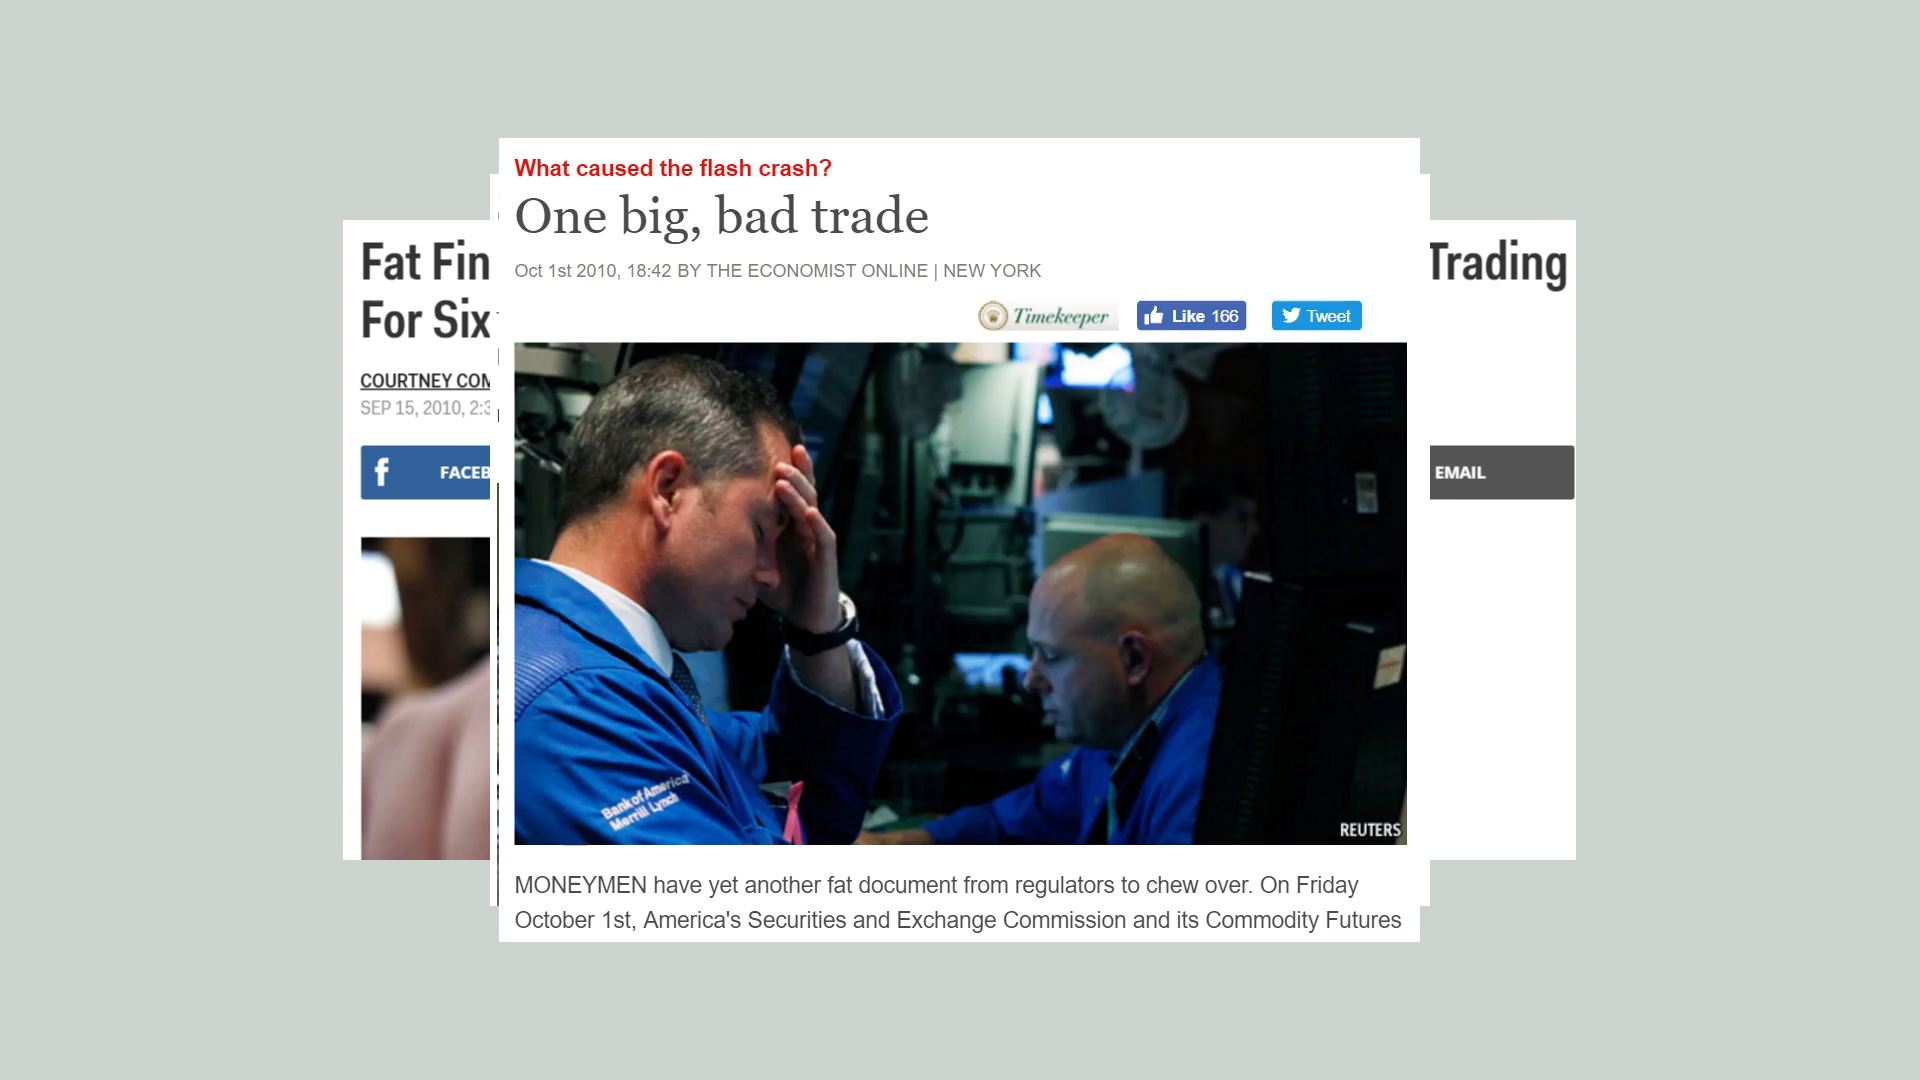 What caused the flash crash?
One big, bad trade
Oct 1st 2010, 18:42 BY THE ECONOMIST ONLINE | NEW YORK
Timekeeper
Like 166
Tweet
Bank of America
Merrill Lynch
REUTERS
MONEYMEN have yet another fat document from regulators to chew over. On Friday
October 1st, America's Securities and Exchange Commission and its Commodity Futures
Fat Fin
For Six
COURTNEY COM
SEP 15, 2010, 2:3
FACEB
Trading
EMAIL